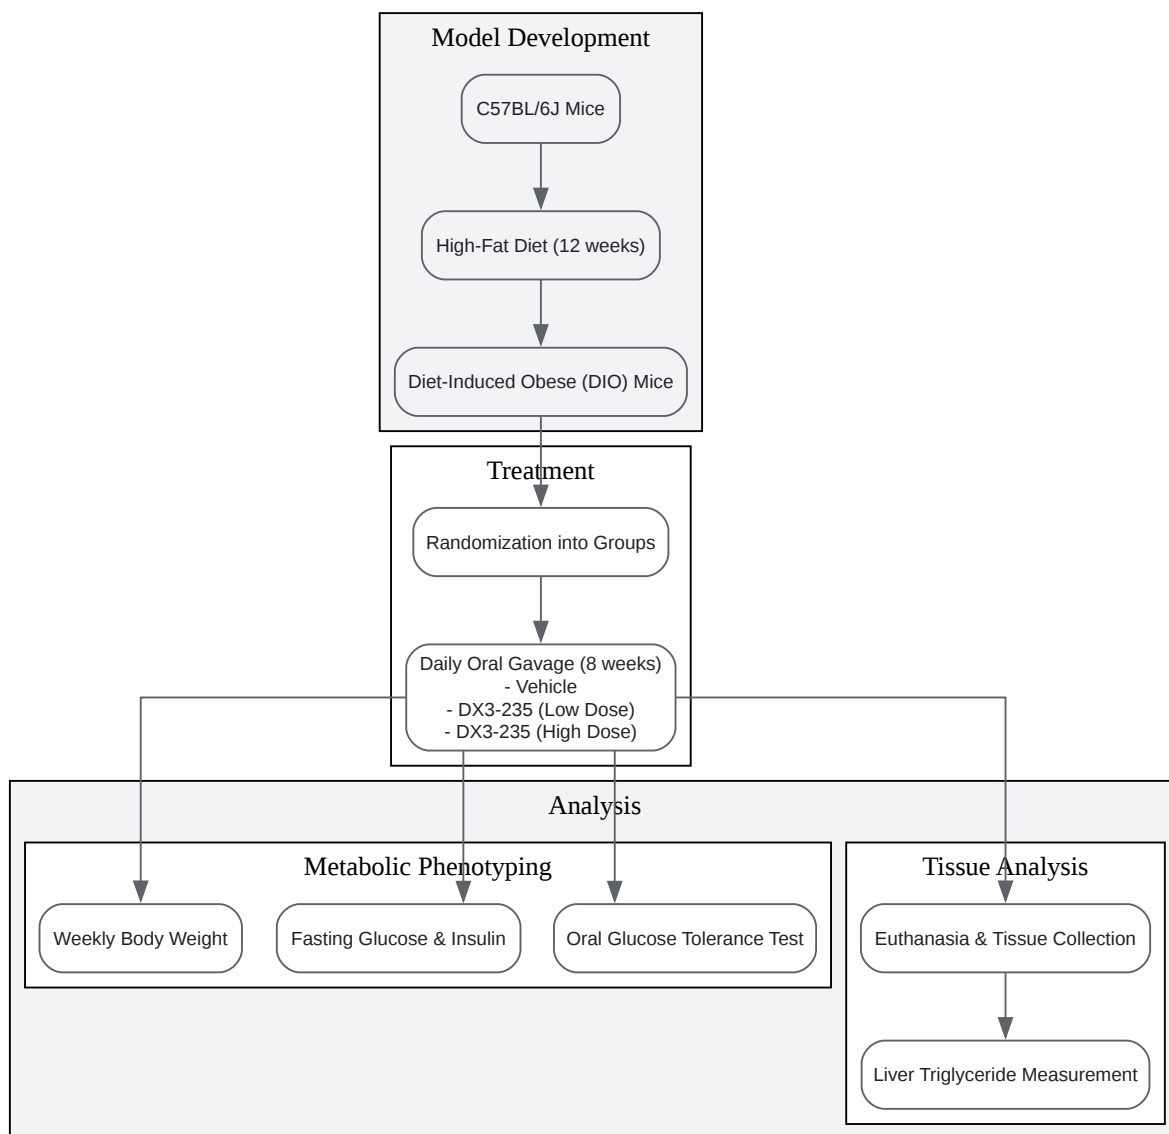 Model Development
C57BL/6J Mice
High-Fat Diet (12 weeks)
Diet-Induced Obese (DIO) Mice
Treatment
Randomization into Groups
Daily Oral Gavage (8 weeks)
- Vehicle
- DX3-235 (Low Dose)
- DX3-235 (High Dose)
Analysis
Metabolic Phenotyping
Weekly Body Weight
Fasting Glucose & Insulin
Oral Glucose Tolerance Test
Tissue Analysis
Euthanasia & Tissue Collection
Liver Triglyceride Measurement